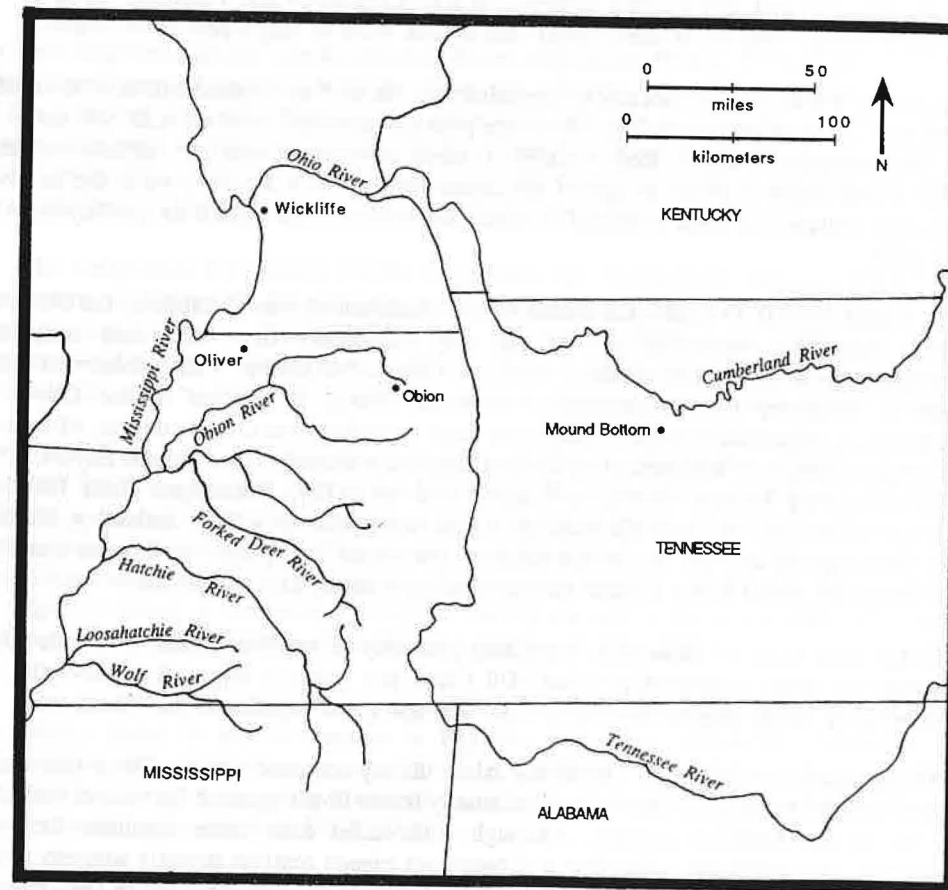 0 50
miles
0 100
kilometers
N
Ohio River
Wickliffe
KENTUCKY
Mississippi River
Oliver
Obion
Cumberland River
Obion River
Mound Bottom
Forked Deer River
TENNESSEE
Hatchie River
Loosahatchie River
Wolf River
Tennessee River
MISSISSIPPI
ALABAMA